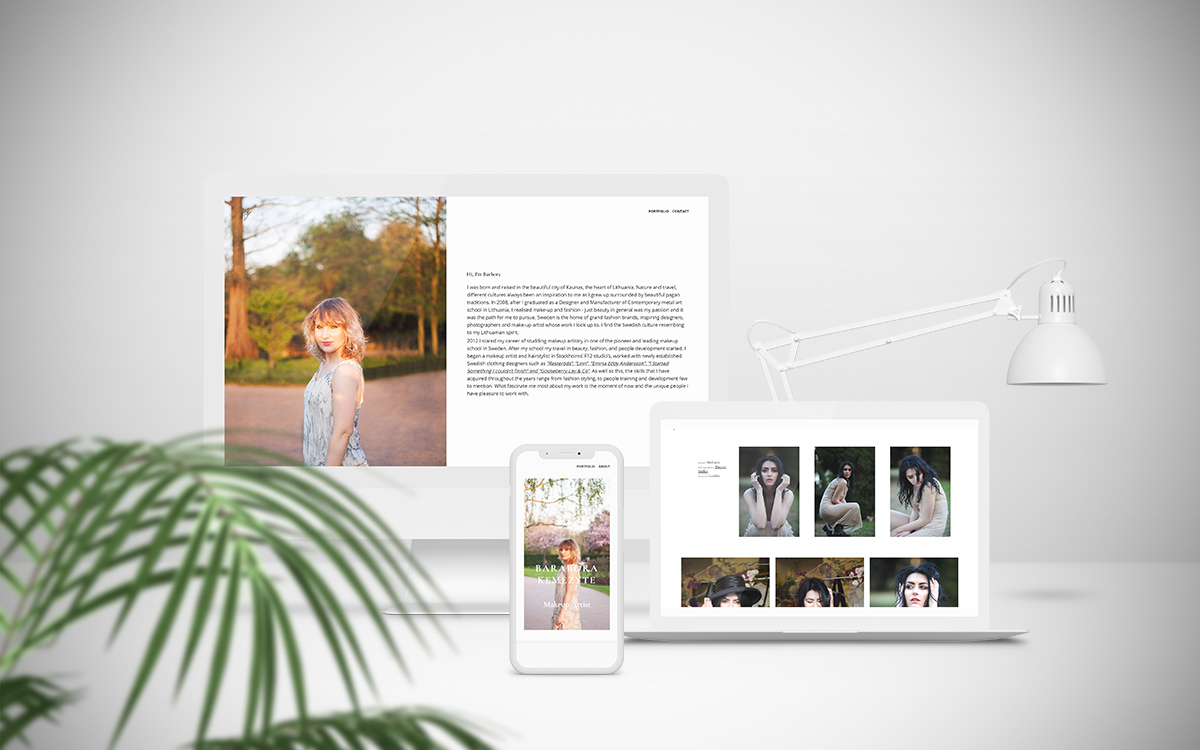 PORTFOLIO CONTACT
Hi, I'm Barbora
I was born and raised in the beautiful city of Kaunas, the heart of Lithuania. Nature and travel,
different cultures always been an inspiration to me as I grew up surrounded by beautiful pagan
traditions. In 2008, after I graduated as a Designer and Manufacturer of Contemporary metal art
school in Lithuania, I realised makeup and fashion - just beauty in general was my passion and it
was the path for me to pursue. Sweden is the home of grand fashion brands, inspiring designers,
photographers and make-up artist whose work I look up to. I find the Swedish culture resembling
to my Lithuanian spirit.
2012 I stared my career of studding makeup artistry, in one of the pioneer and leading makeup
school in Sweden. After my school my travel in beauty, fashion, and people development started. I
began a makeup artist and hairstylist in Stockholms' R12 studio's, worked with newly established
Swedish clothing designers such as "Resteröds", "Linn", "Emma Eddy Andersson", "I Started
Something I couldn't finish" and "Gooseberry Lay & Co". As well as this, the skills that I have
acquired throughout the years range from fashion styling, to people training and development few
to mention. What fascinate me most about my work is the moment of now and the unique people I
have pleasure to work with.
PORTFOLIO ABOUT
BARABORA
KEMEZYTE
Makeup Artist